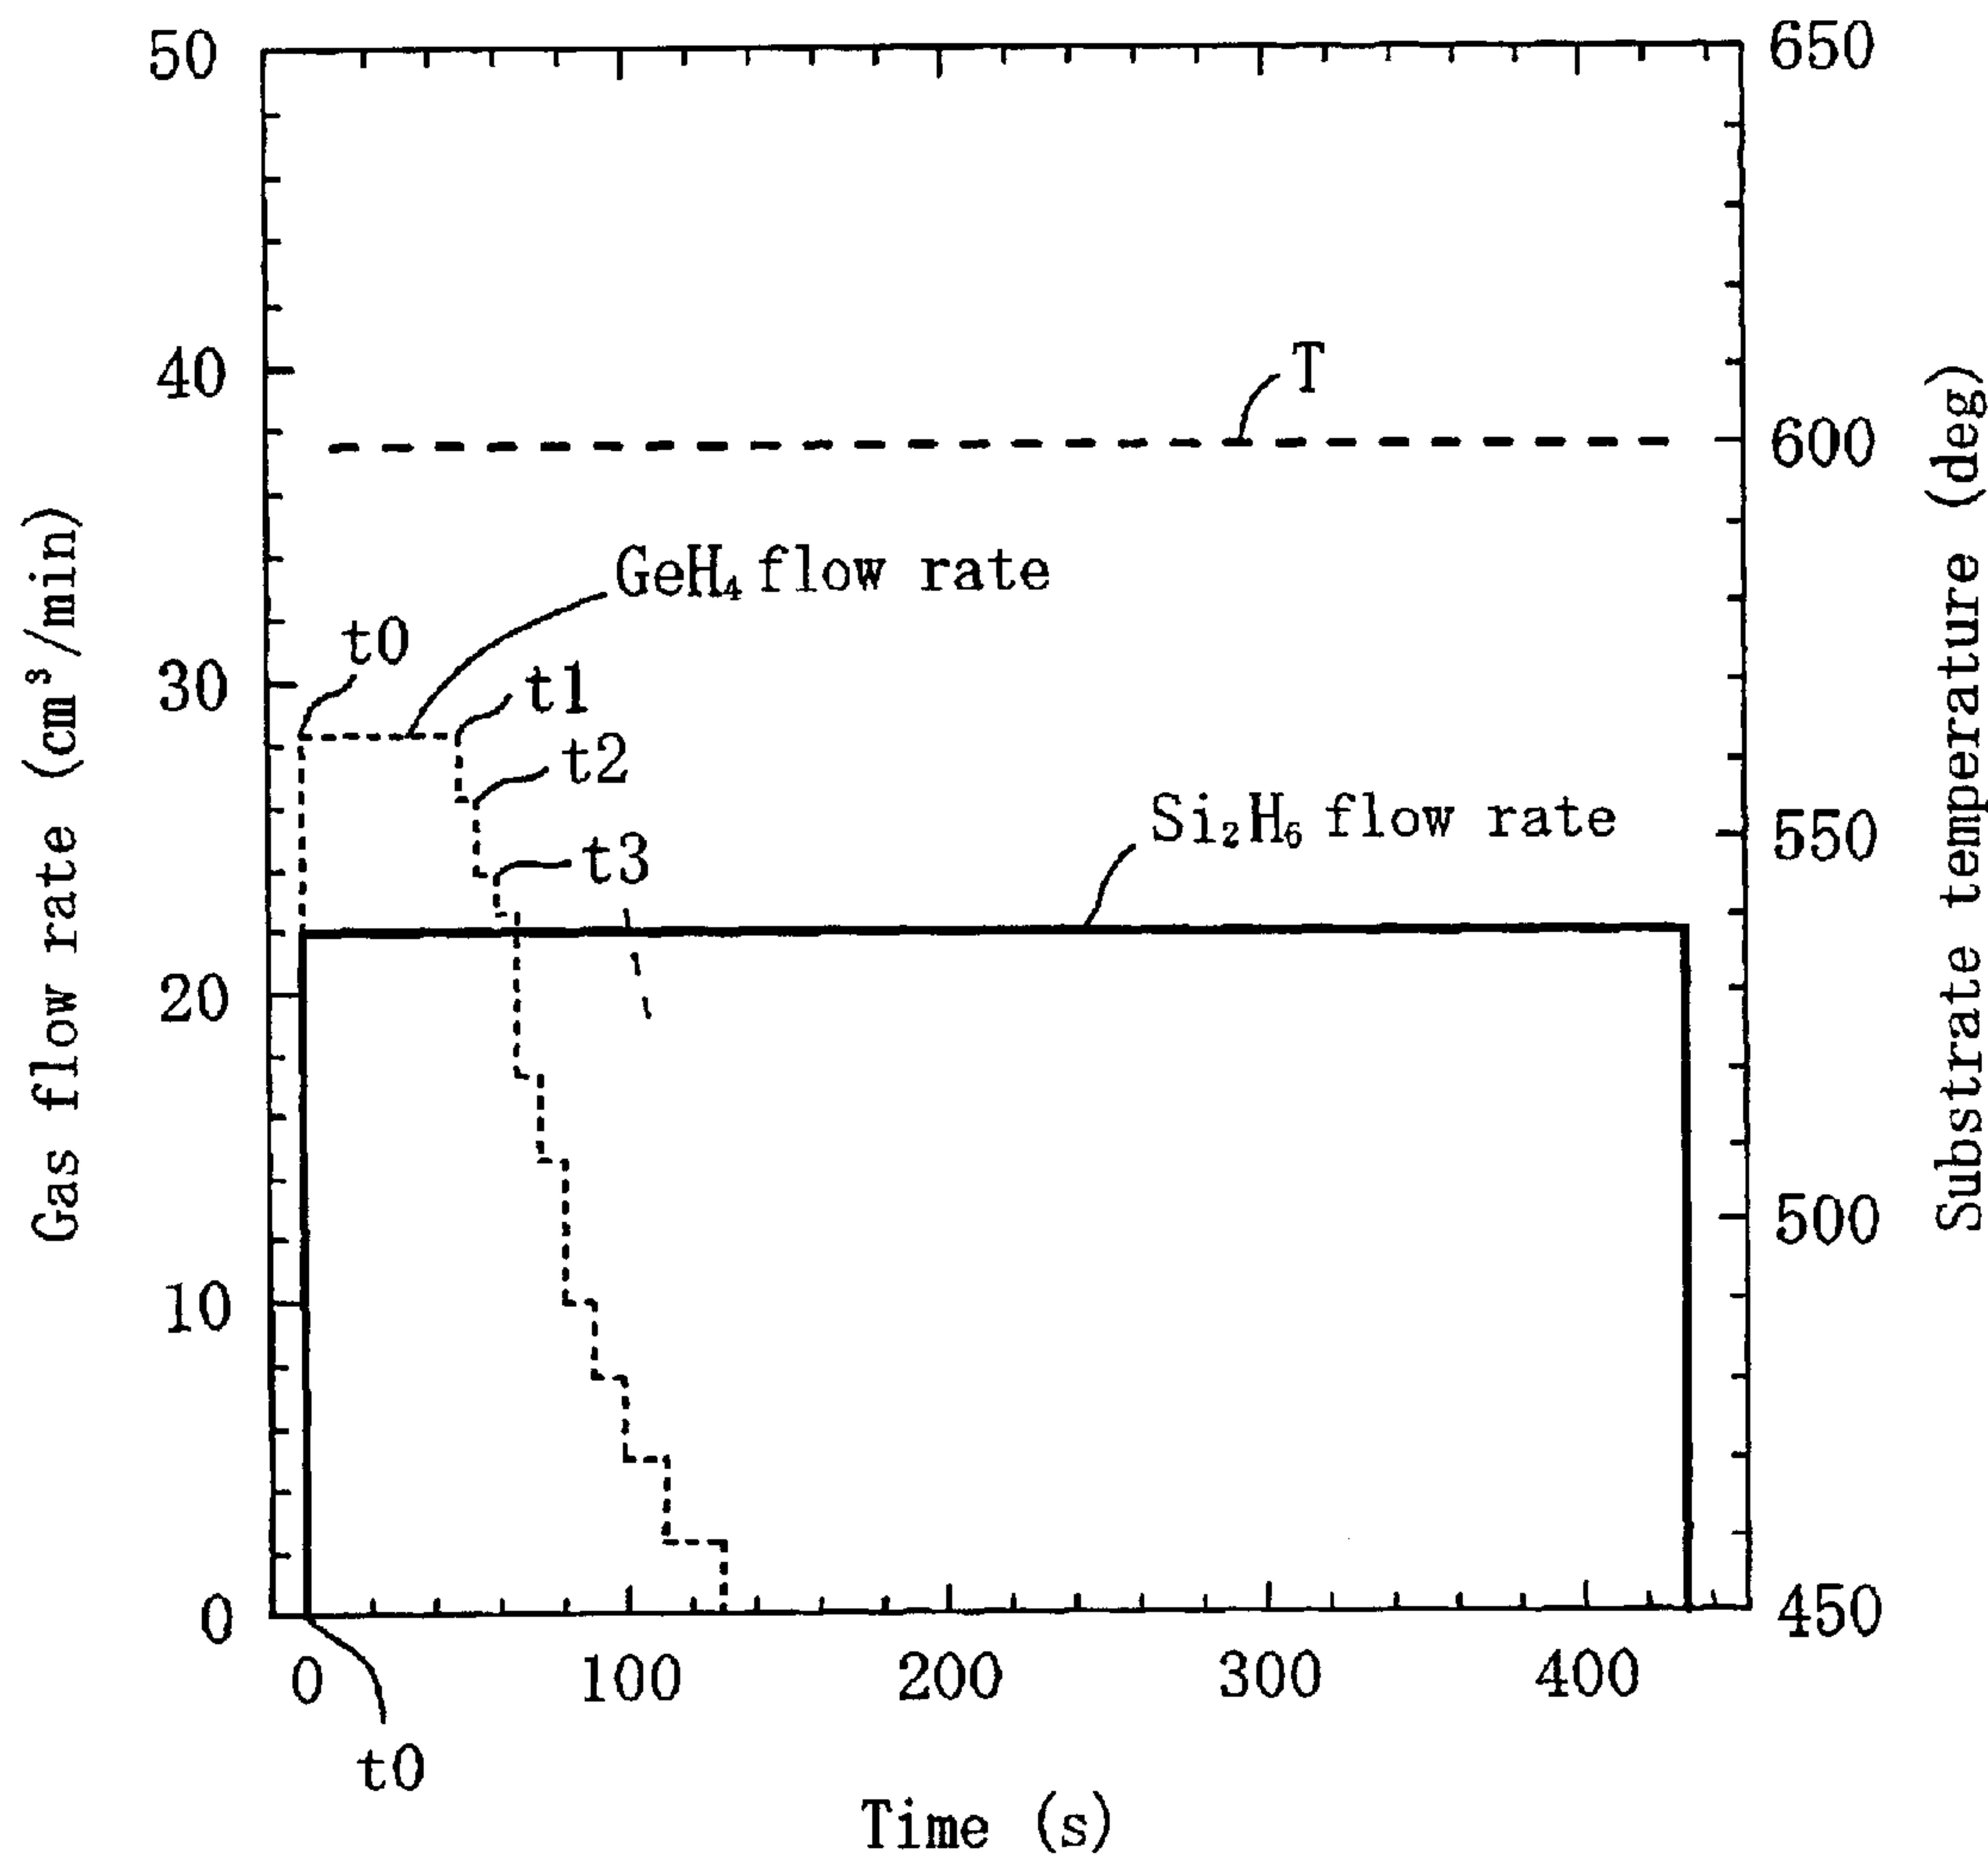 50
650
40
T
600
GeH₄ flow rate
t0
30
t1
t2
Si₂H₆ flow rate
550
t3
20
500
10
0
450
0
100
200
300
400
t0
Time (s)
Gas flow rate (cm³/min)
Substrate temperature (deg)